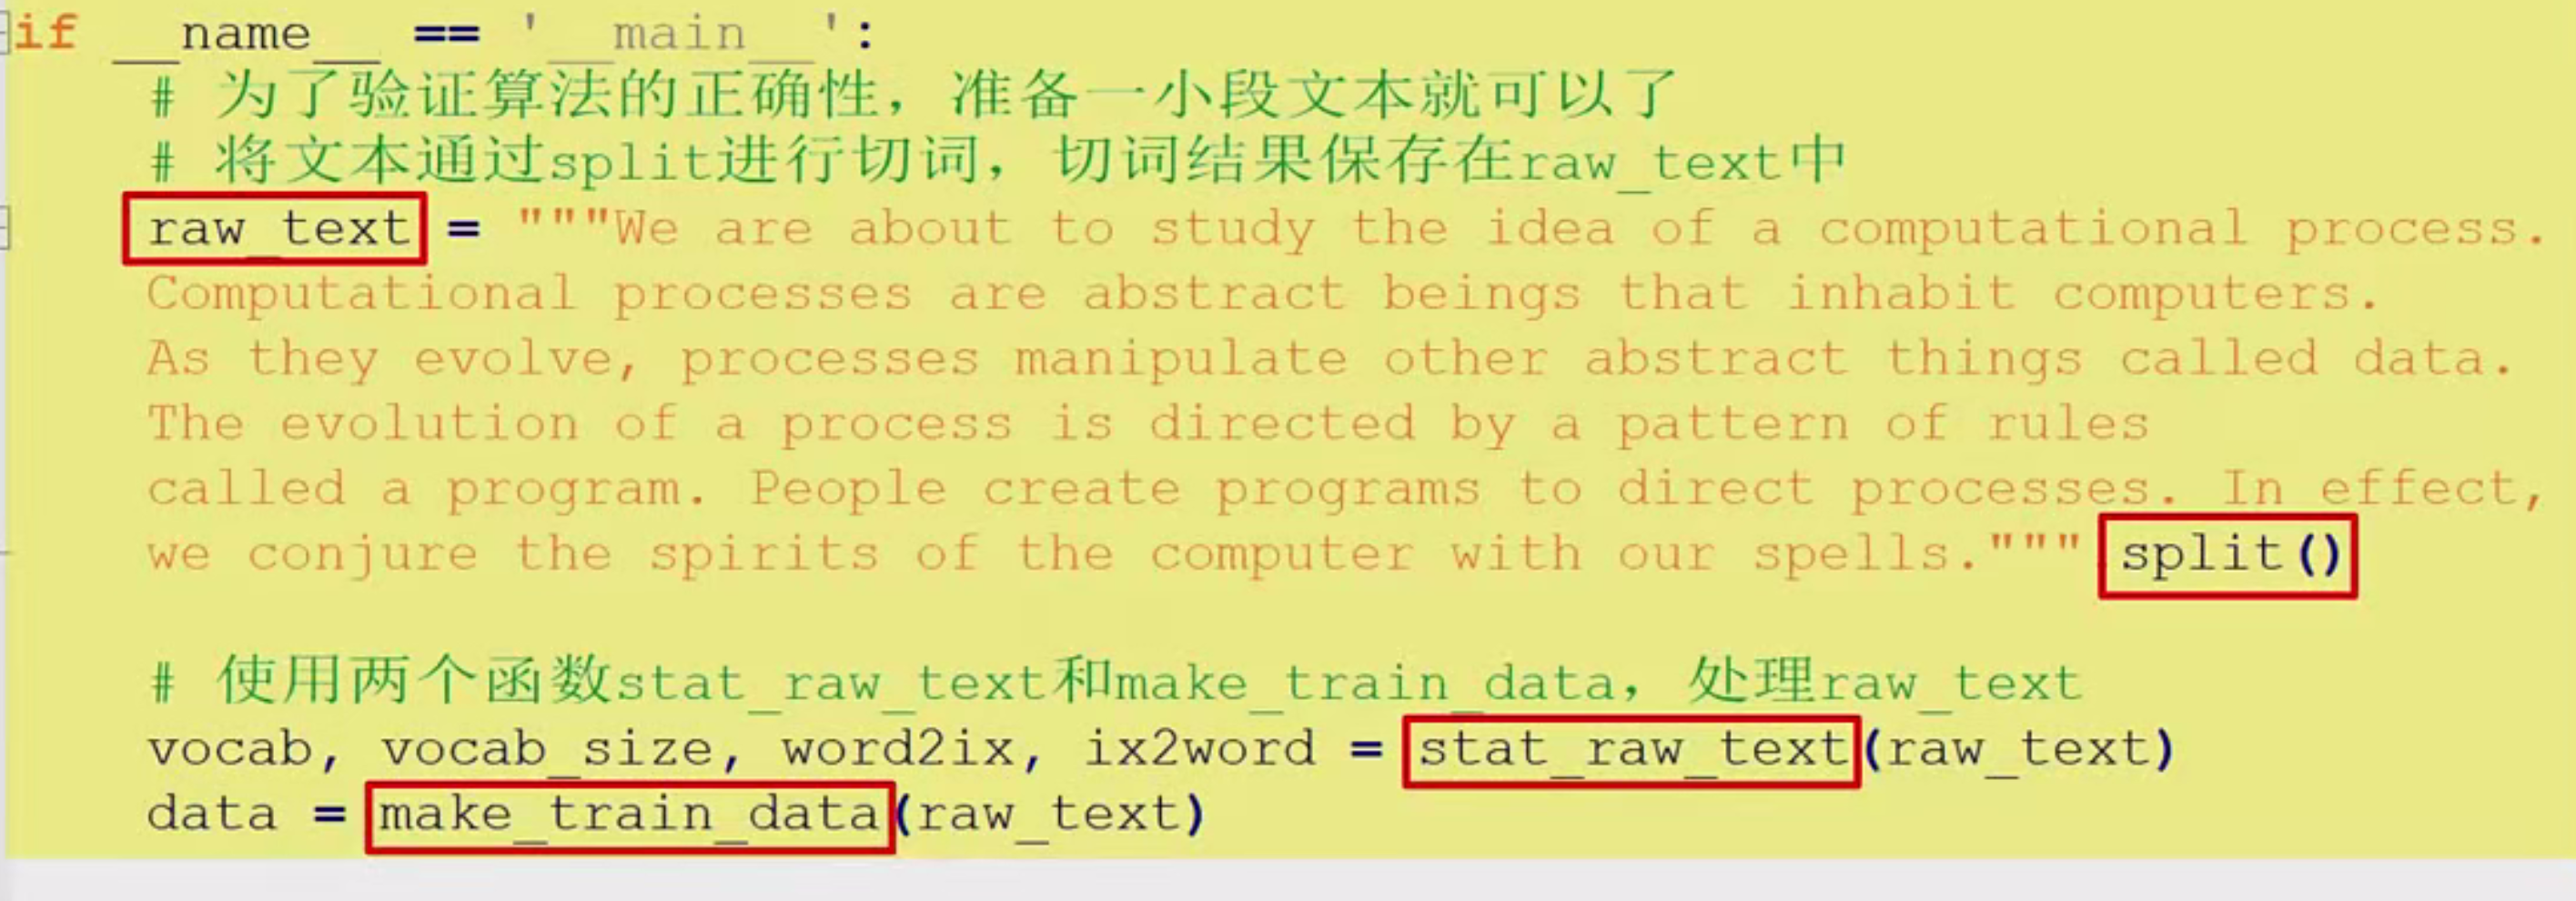 if __name__ == '__main__':
# 为了验证算法的正确性，准备一小段文本就可以了
# 将文本通过split进行切词，切词结果保存在raw_text中
raw_text = """We are about to study the idea of a computational process.
Computational processes are abstract beings that inhabit computers.
As they evolve, processes manipulate other abstract things called data.
The evolution of a process is directed by a pattern of rules
called a program. People create programs to direct processes. In effect,
we conjure the spirits of the computer with our spells.""" split()
# 使用两个函数stat_raw_text和make_train_data，处理raw_text
vocab, vocab_size, word2ix, ix2word = stat_raw_text(raw_text)
data = make_train_data(raw_text)